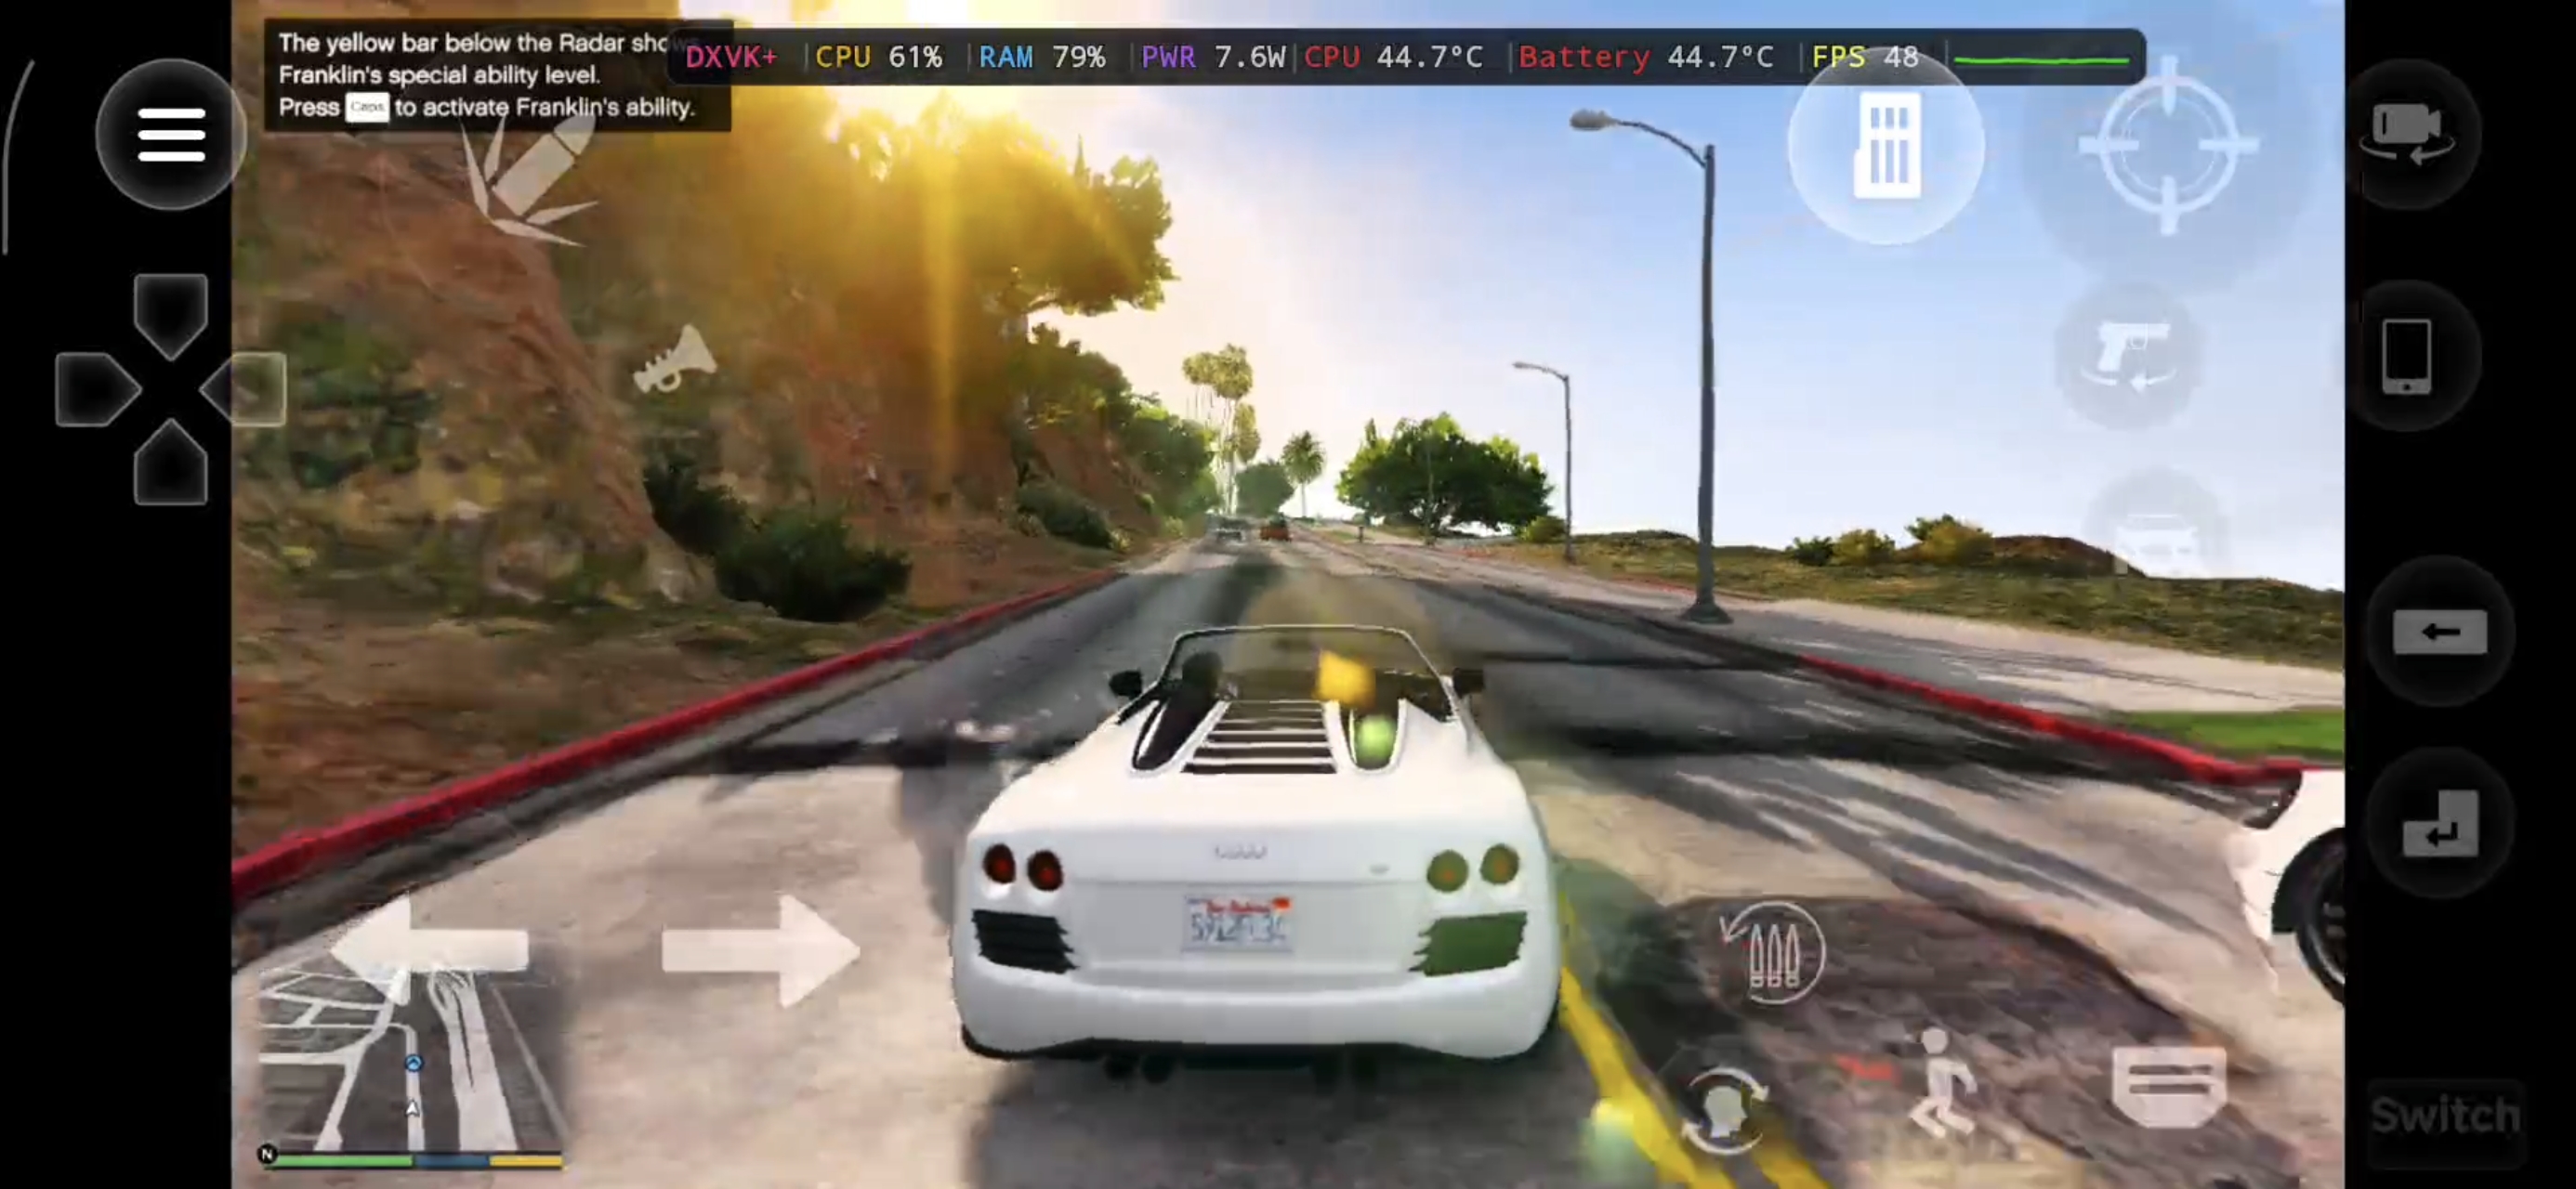 The yellow bar below the Radar sho
Franklin's special ability level.
Press Caps to activate Franklin's ability.
DXVK+ | CPU 61% | RAM 79% | PWR 7.6W | CPU 44.7°C | Battery 44.7°C | FPS 48
N
Switch